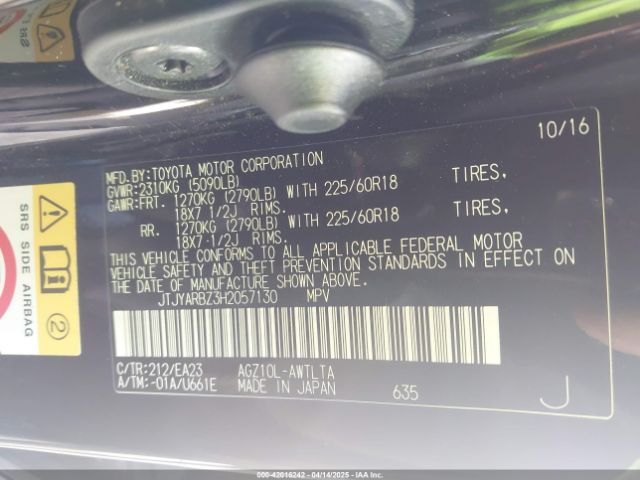 10/16
MFD.BY:TOYOTA MOTOR CORPORATION
GVWR:2310KG (5090LB)
GAWR:FRT. 1270KG (2790LB) WITH 225/60R18 TIRES,
18X7 1/2J RIMS.
RR. 1270KG (2790LB) WITH 225/60R18 TIRES,
18X7 1/2J RIMS.
THIS VEHICLE CONFORMS TO ALL APPLICABLE FEDERAL MOTOR
VEHICLE SAFETY AND THEFT PREVENTION STANDARDS IN EFFECT ON
THE DATE OF MANUFACTURE SHOWN ABOVE.
JTJYARBZ3H2057130 MPV
C/TR:212/EA23 AGZ10L-AWTLTA
A/TM:-01A/U661E MADE IN JAPAN 635 J
SRS SIDE AIRBAG
2
000-42016242 - 04/14/2025 - IAAI, Inc.